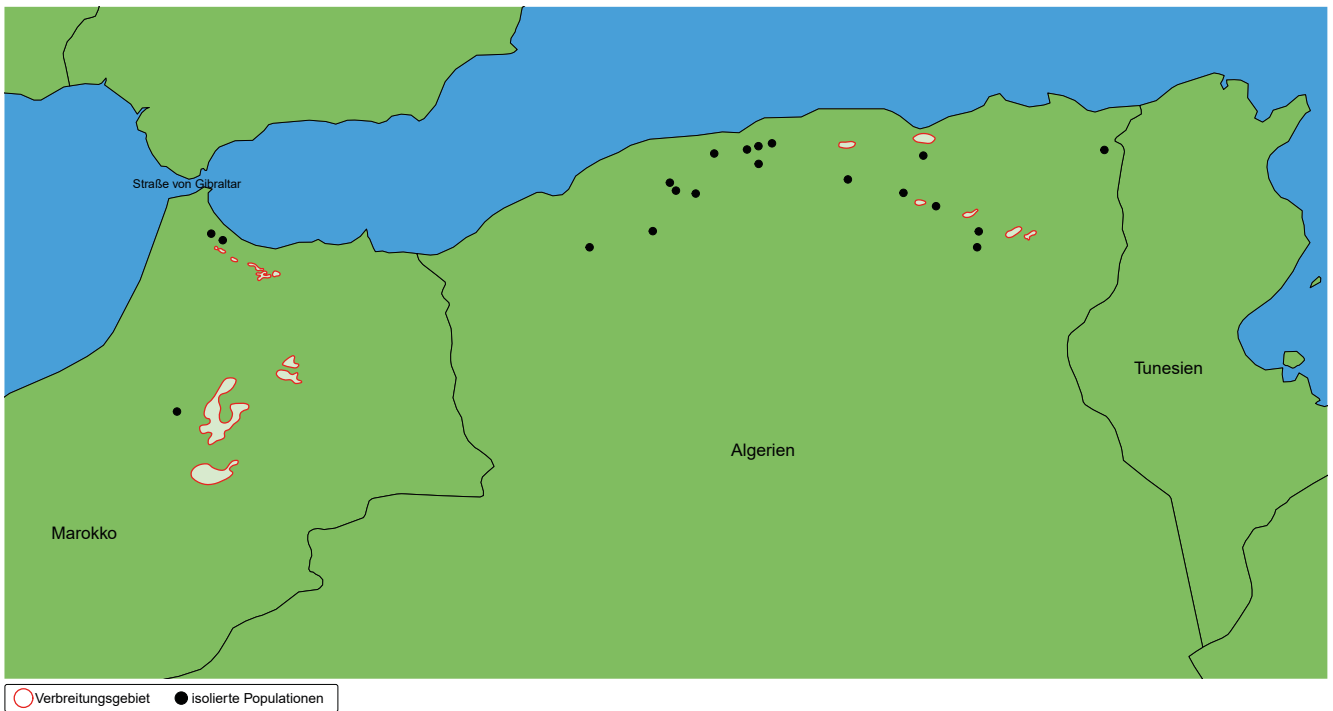 Straße von Gibraltar
Tunesien
Algerien
Marokko
Verbreitungsgebiet
isolierte Populationen